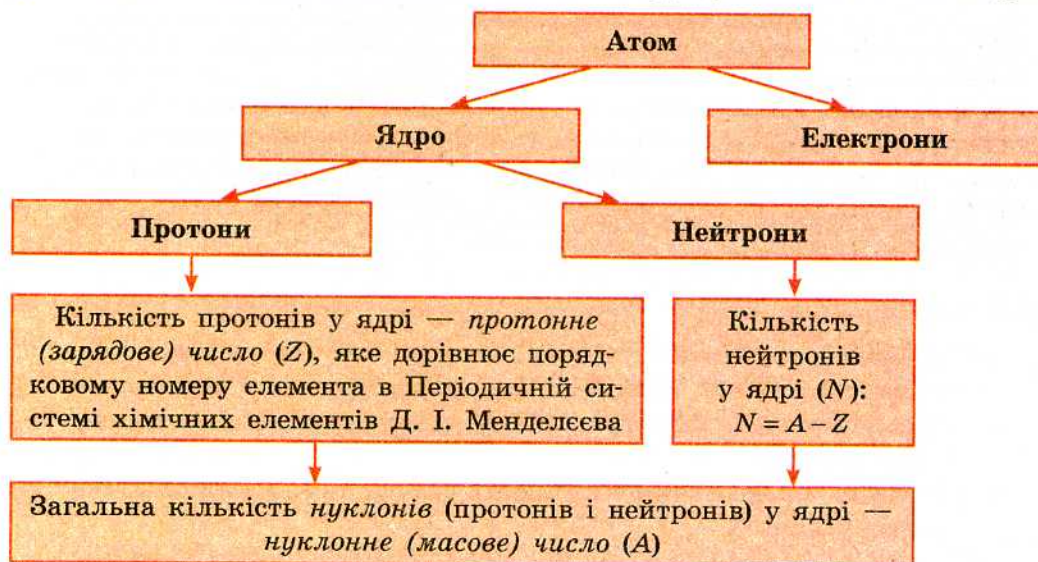 Атом
Ядро
Електрони
Протони
Нейтрони
Кількість протонів у ядрі — протонне
(зарядове) число (Z), яке дорівнює поряд-
ковому номеру елемента в Періодичній си-
стемі хімічних елементів Д. І. Менделєєва
Кількість
нейтронів
у ядрі (N):
N = A – Z
Загальна кількість нуклонів (протонів і нейтронів) у ядрі —
нуклонне (масове) число (A)